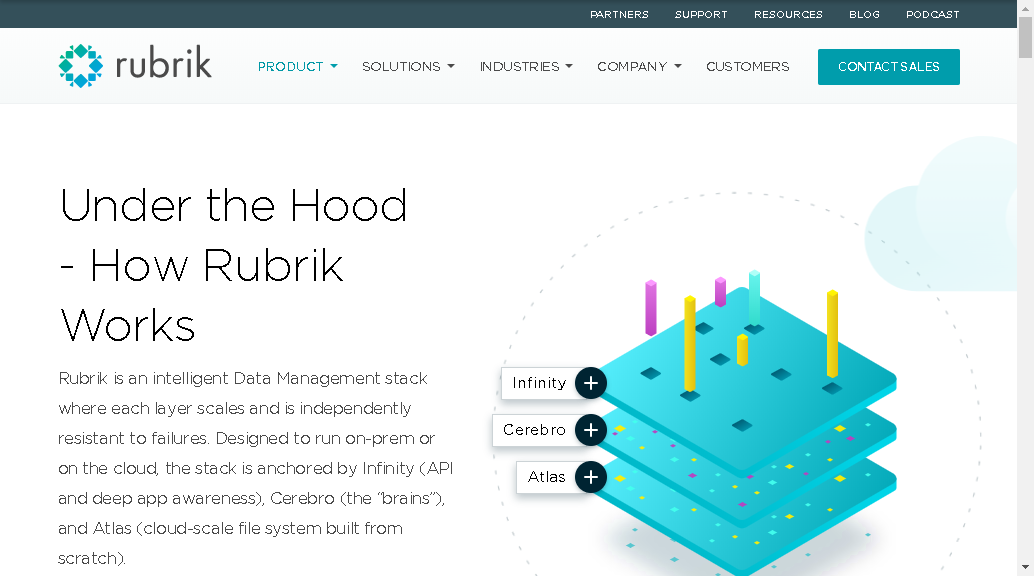 PARTNERS SUPPORT RESOURCES BLOG PODCAST
rubrik PRODUCT SOLUTIONS INDUSTRIES COMPANY CUSTOMERS CONTACT SALES
Under the Hood
- How Rubrik
Works
Rubrik is an intelligent Data Management stack
where each layer scales and is independently
resistant to failures. Designed to run on-prem or
on the cloud, the stack is anchored by Infinity (API
and deep app awareness), Cerebro (the “brains”),
and Atlas (cloud-scale file system built from
scratch).
Infinity
Cerebro
Atlas